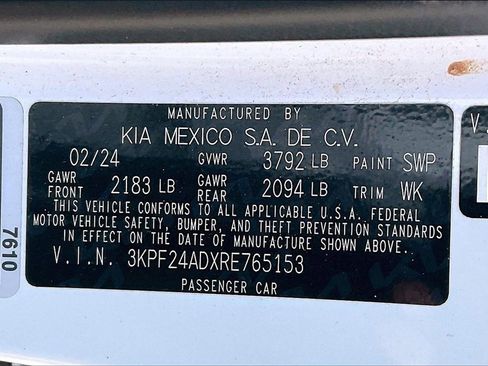 MANUFACTURED BY
KIA MEXICO S.A. DE C.V.
02/24 GVWR 3792 LB PAINT SWP
GAWR FRONT 2183 LB GAWR REAR 2094 LB TRIM WK
THIS VEHICLE CONFORMS TO ALL APPLICABLE U.S.A. FEDERAL
MOTOR VEHICLE SAFETY, BUMPER, AND THEFT PREVENTION STANDARDS
IN EFFECT ON THE DATE OF MANUFACTURE SHOWN ABOVE.
V.I.N. 3KPF24ADXRE765153
PASSENGER CAR
7610
V.